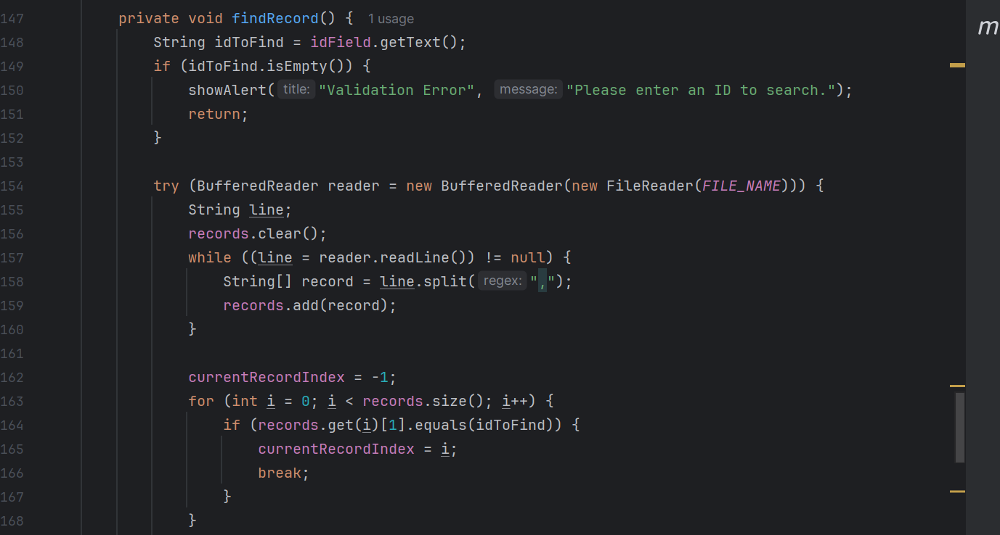 147 private void findRecord() { 1 usage
148 String idToFind = idField.getText();
149 if (idToFind.isEmpty()) {
150 showAlert( title: "Validation Error", message: "Please enter an ID to search.");
151 return;
152 }
153
154 try (BufferedReader reader = new BufferedReader(new FileReader(FILE_NAME))) {
155 String line;
156 records.clear();
157 while ((line = reader.readLine()) != null) {
158 String[] record = line.split( regex: ",");
159 records.add(record);
160 }
161
162 currentRecordIndex = -1;
163 for (int i = 0; i < records.size(); i++) {
164 if (records.get(i)[1].equals(idToFind)) {
165 currentRecordIndex = i;
166 break;
167 }
168 }
m